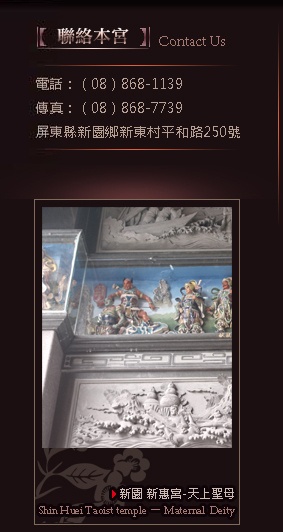 【聯絡本宮】 Contact Us
電話：（08）868-1139
傳真：（08）868-7739
屏東縣新園鄉新東村平和路250號
新園 新惠宮-天上聖母
Shin Huei Taoist temple － Maternal Deity